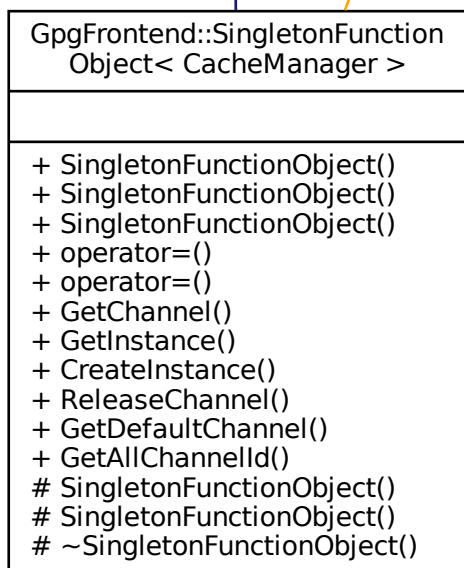 GpgFrontend::SingletonFunction
Object< CacheManager >
+ SingletonFunctionObject()
+ SingletonFunctionObject()
+ SingletonFunctionObject()
+ operator=()
+ operator=()
+ GetChannel()
+ GetInstance()
+ CreateInstance()
+ ReleaseChannel()
+ GetDefaultChannel()
+ GetAllChannelId()
# SingletonFunctionObject()
# SingletonFunctionObject()
# ~SingletonFunctionObject()